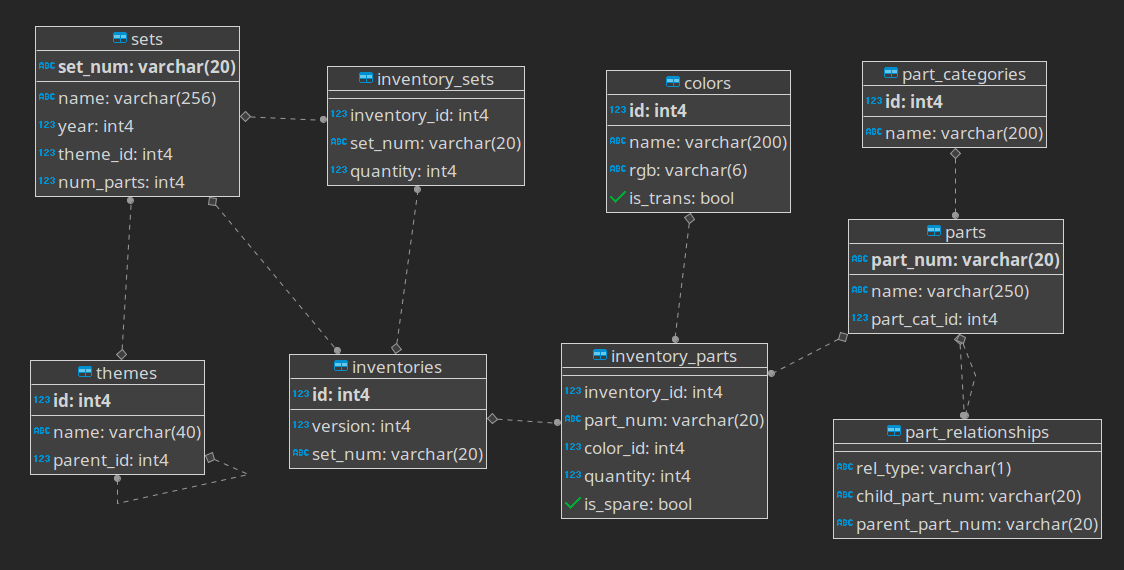 sets
ABC set_num: varchar(20)
ABC name: varchar(256)
123 year: int4
123 theme_id: int4
123 num_parts: int4
inventory_sets
123 inventory_id: int4
ABC set_num: varchar(20)
123 quantity: int4
colors
123 id: int4
ABC name: varchar(200)
ABC rgb: varchar(6)
is_trans: bool
part_categories
123 id: int4
ABC name: varchar(200)
parts
ABC part_num: varchar(20)
ABC name: varchar(250)
123 part_cat_id: int4
themes
123 id: int4
ABC name: varchar(40)
123 parent_id: int4
inventories
123 id: int4
123 version: int4
ABC set_num: varchar(20)
inventory_parts
123 inventory_id: int4
ABC part_num: varchar(20)
123 color_id: int4
123 quantity: int4
is_spare: bool
part_relationships
ABC rel_type: varchar(1)
ABC child_part_num: varchar(20)
ABC parent_part_num: varchar(20)